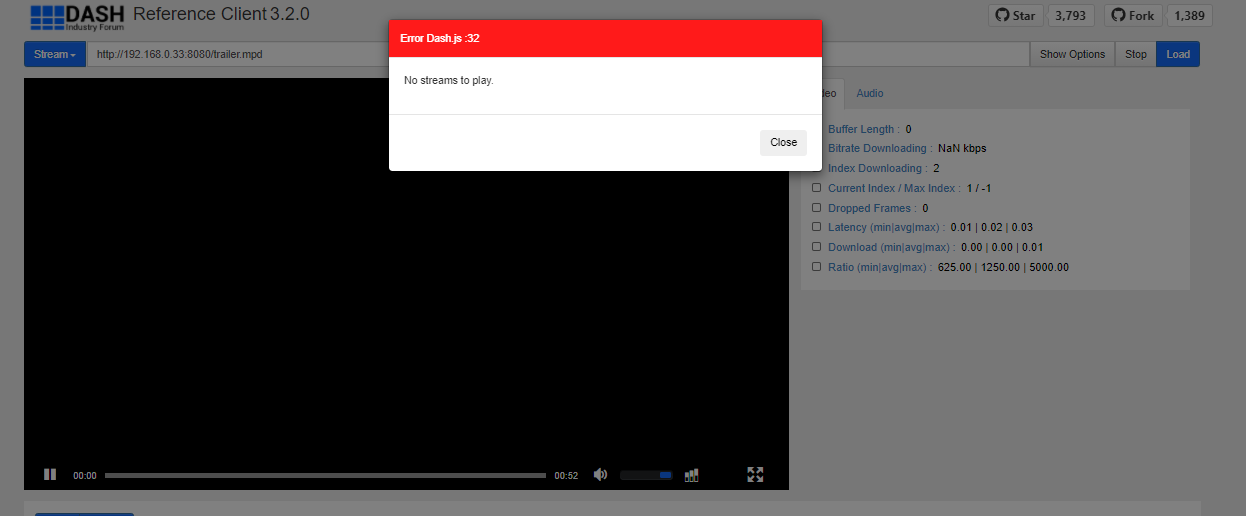 DASH Industry Forum Reference Client 3.2.0
Star 3,793 Fork 1,389
Error Dash.js :32
Stream http://192.168.0.33:8080/trailer.mpd Show Options Stop Load
No streams to play.
Close
Audio
Buffer Length : 0
Bitrate Downloading : NaN kbps
Index Downloading : 2
Current Index / Max Index : 1 / -1
Dropped Frames : 0
Latency (min|avg|max) : 0.01 | 0.02 | 0.03
Download (min|avg|max) : 0.00 | 0.00 | 0.01
Ratio (min|avg|max) : 625.00 | 1250.00 | 5000.00
00:00 00:52